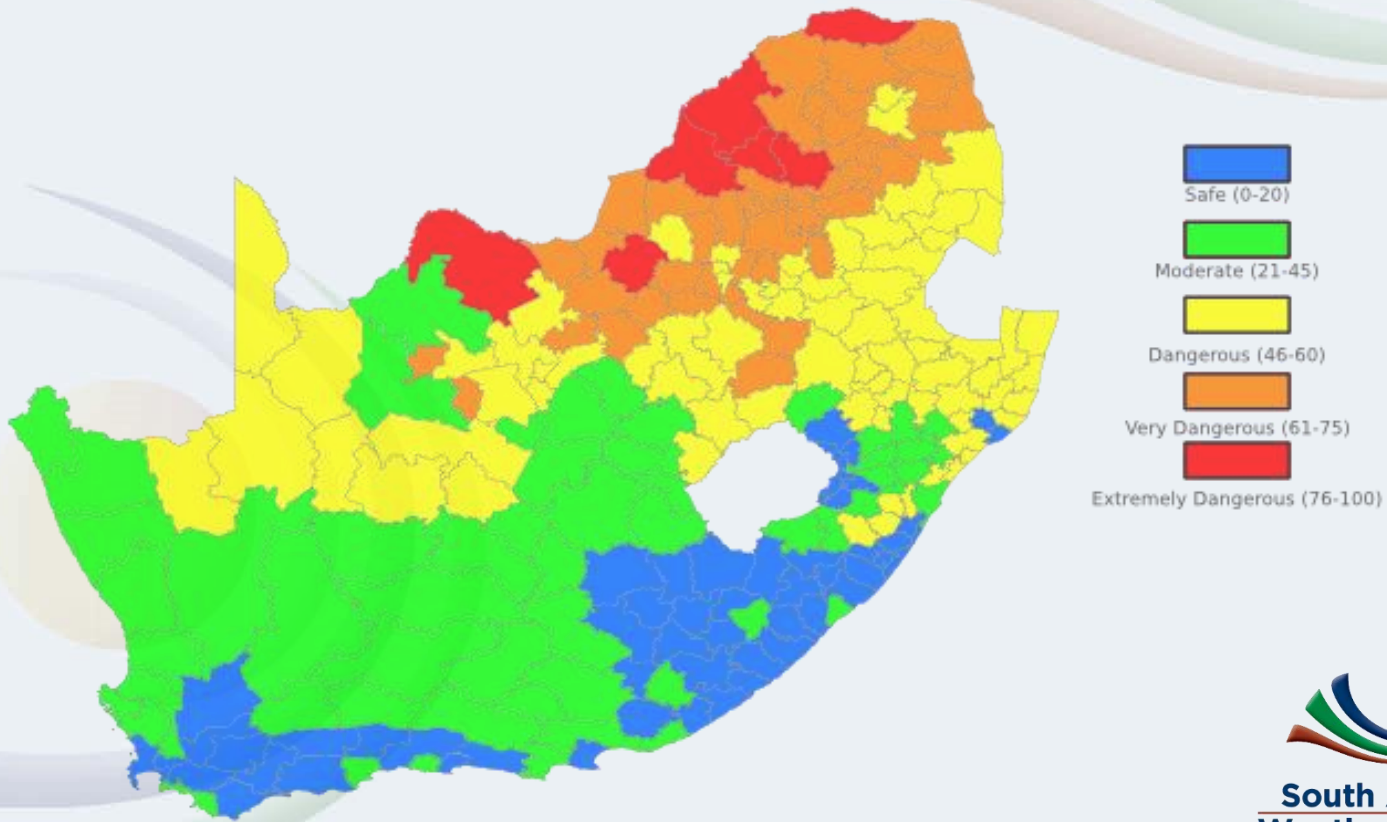 Safe (0-20)
Moderate (21-45)
Dangerous (46-60)
Very Dangerous (61-75)
Extremely Dangerous (76-100)
South